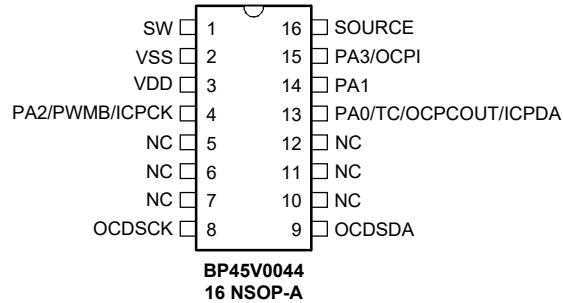 SW 1 16 SOURCE
VSS 2 15 PA3/OCPI
VDD 3 14 PA1
PA2/PWMB/ICPCK 4 13 PA0/TC/OCPCOUT/ICPDA
NC 5 12 NC
NC 6 11 NC
NC 7 10 NC
OCDSCK 8 9 OCDSDA
BP45V0044
16 NSOP-A